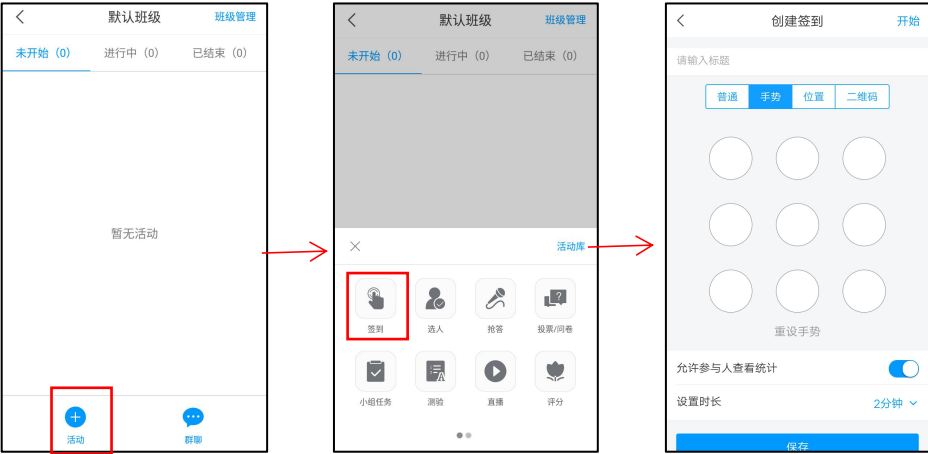 默认班级 班级管理
未开始（0） 进行中（0） 已结束（0）
暂无活动
活动 群聊
默认班级 班级管理
未开始（0） 进行中（0） 已结束（0）
活动库
签到 选人 抢答 投票/问卷
小组任务 测验 直播 评分
创建签到 开始
请输入标题
普通 手势 位置 二维码
重设手势
允许参与人查看统计
设置时长 2分钟
保存